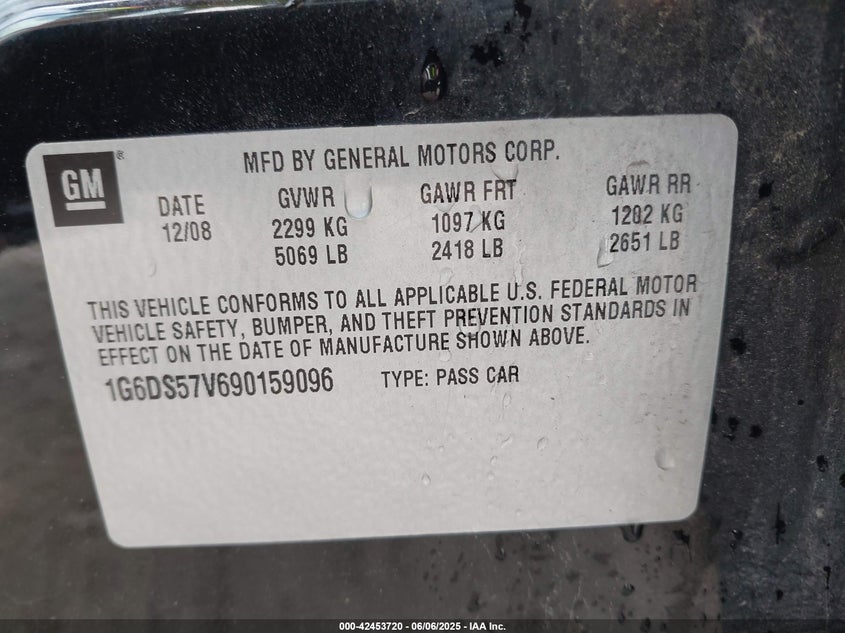 GM®
MFD BY GENERAL MOTORS CORP.
DATE GVWR GAWR FRT GAWR RR
12/08 2299 KG 1097 KG 1202 KG
5069 LB 2418 LB 2651 LB
THIS VEHICLE CONFORMS TO ALL APPLICABLE U.S. FEDERAL MOTOR
VEHICLE SAFETY, BUMPER, AND THEFT PREVENTION STANDARDS IN
EFFECT ON THE DATE OF MANUFACTURE SHOWN ABOVE.
1G6DS57V690159096 TYPE: PASS CAR
000-42453720 - 06/06/2025 - IAA Inc.